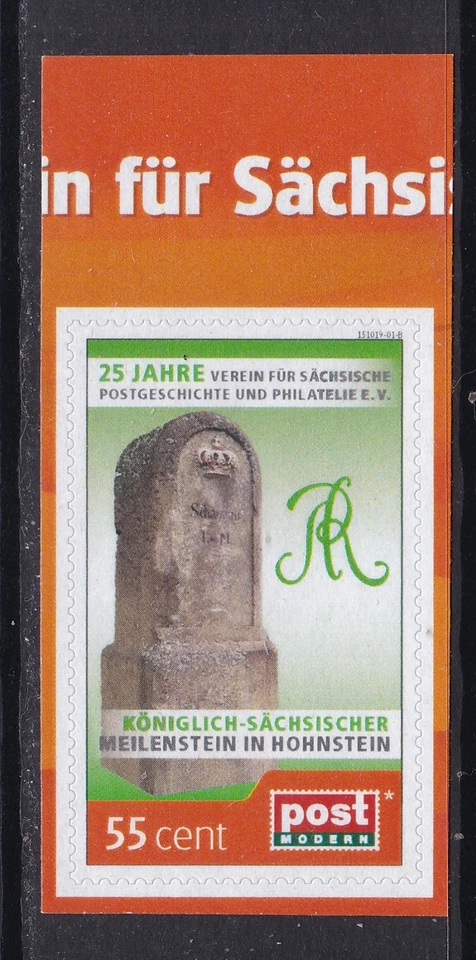 in für Sächsis
151019-01-B
25 JAHRE VEREIN FÜR SÄCHSISCHE
POSTGESCHICHTE UND PHILATELIE E.V.
AR
KÖNIGLICH-SÄCHSISCHER
MEILENSTEIN IN HOHNSTEIN
55 cent
post *
MODERN